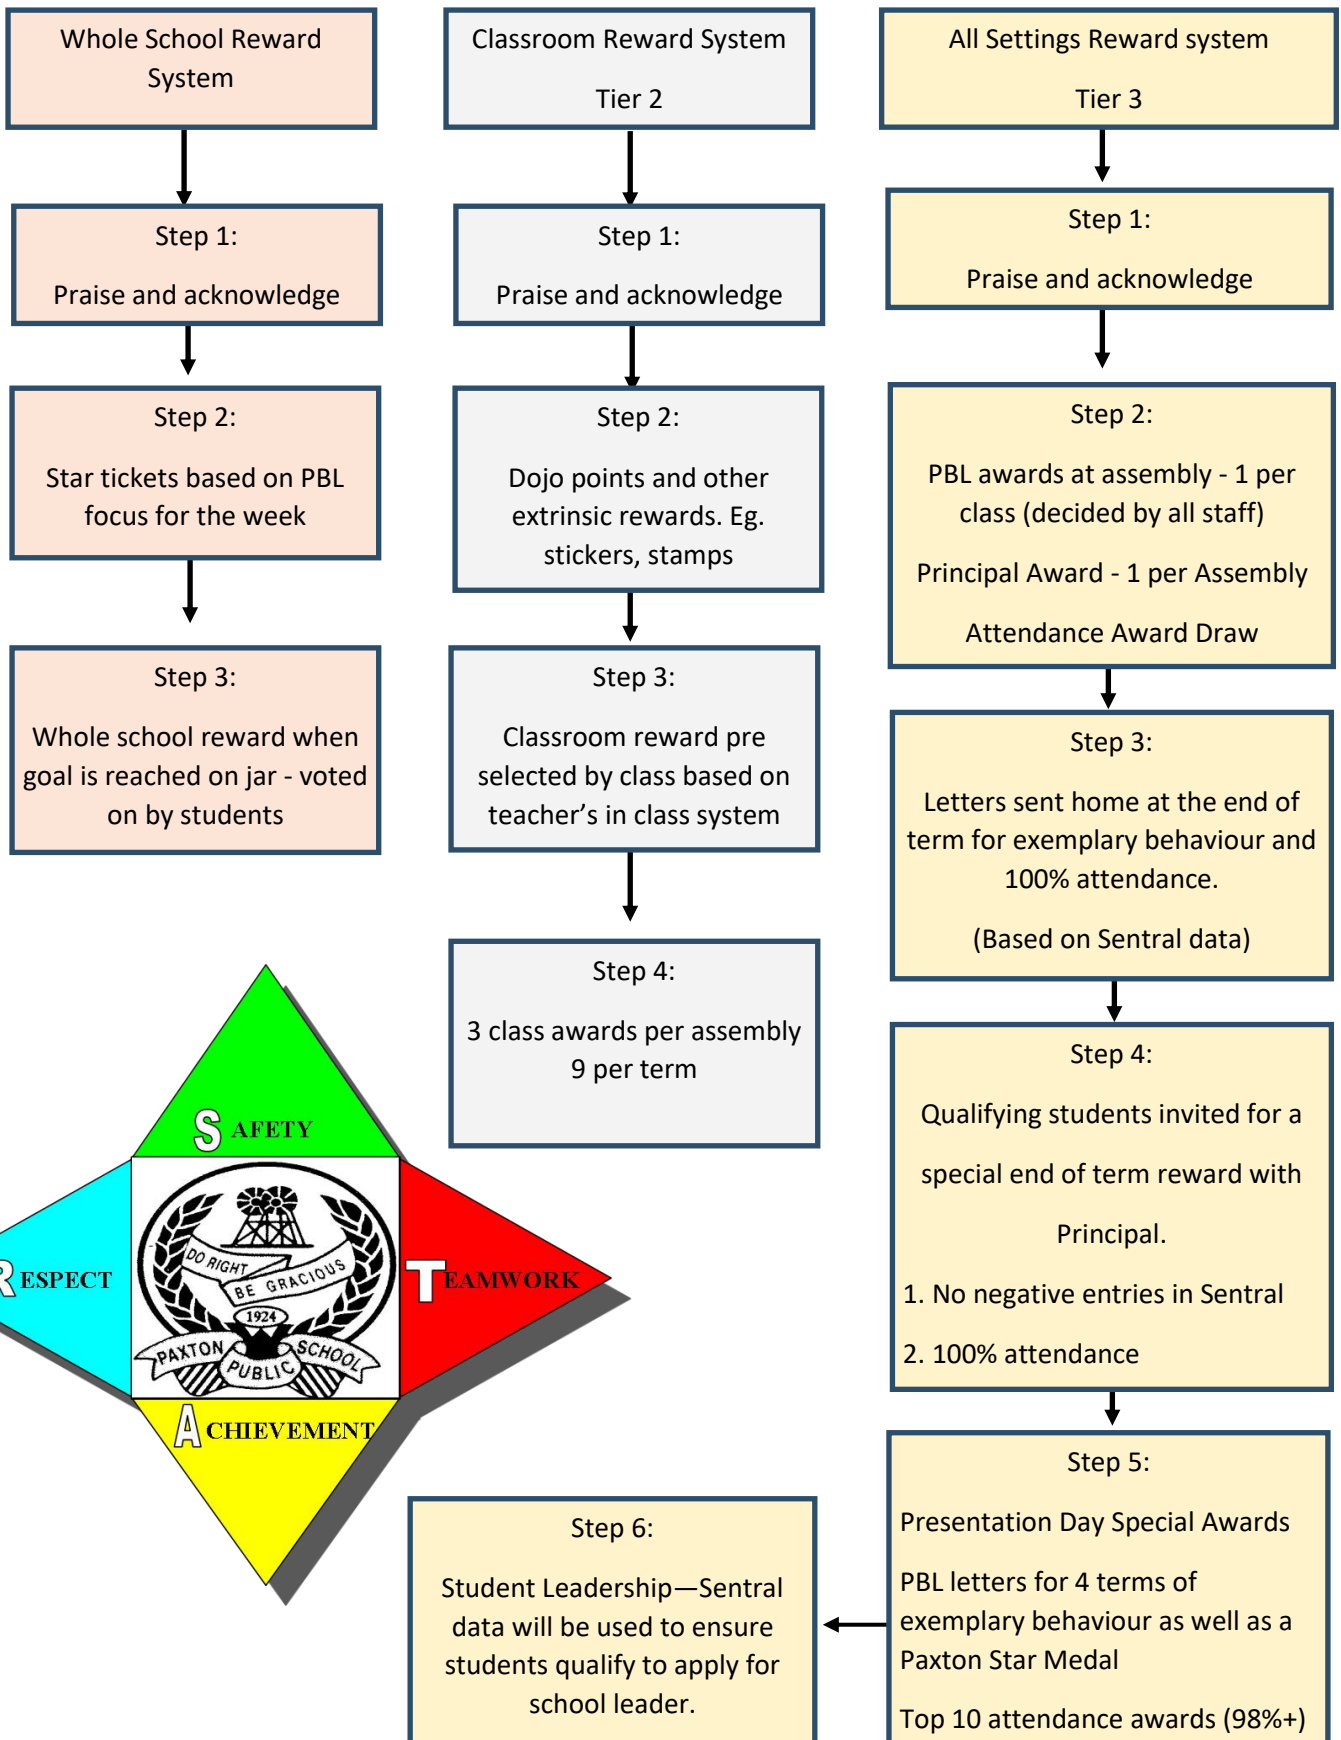 Whole School Reward
System
Step 1:
Praise and acknowledge
Step 2:
Star tickets based on PBL
focus for the week
Step 3:
Whole school reward when
goal is reached on jar - voted
on by students
Classroom Reward System
Tier 2
Step 1:
Praise and acknowledge
Step 2:
Dojo points and other
extrinsic rewards. Eg.
stickers, stamps
Step 3:
Classroom reward pre
selected by class based on
teacher’s in class system
Step 4:
3 class awards per assembly
9 per term
All Settings Reward system
Tier 3
Step 1:
Praise and acknowledge
Step 2:
PBL awards at assembly - 1 per
class (decided by all staff)
Principal Award - 1 per Assembly
Attendance Award Draw
Step 3:
Letters sent home at the end of
term for exemplary behaviour and
100% attendance.
(Based on Sentral data)
Step 4:
Qualifying students invited for a
special end of term reward with
Principal.
1. No negative entries in Sentral
2. 100% attendance
Step 5:
Presentation Day Special Awards
PBL letters for 4 terms of
exemplary behaviour as well as a
Paxton Star Medal
Top 10 attendance awards (98%+)
Step 6:
Student Leadership—Sentral
data will be used to ensure
students qualify to apply for
school leader.
SAFETY
RESPECT
TEAMWORK
ACHIEVEMENT
DO RIGHT
BE GRACIOUS
1924
PAXTON
PUBLIC
SCHOOL